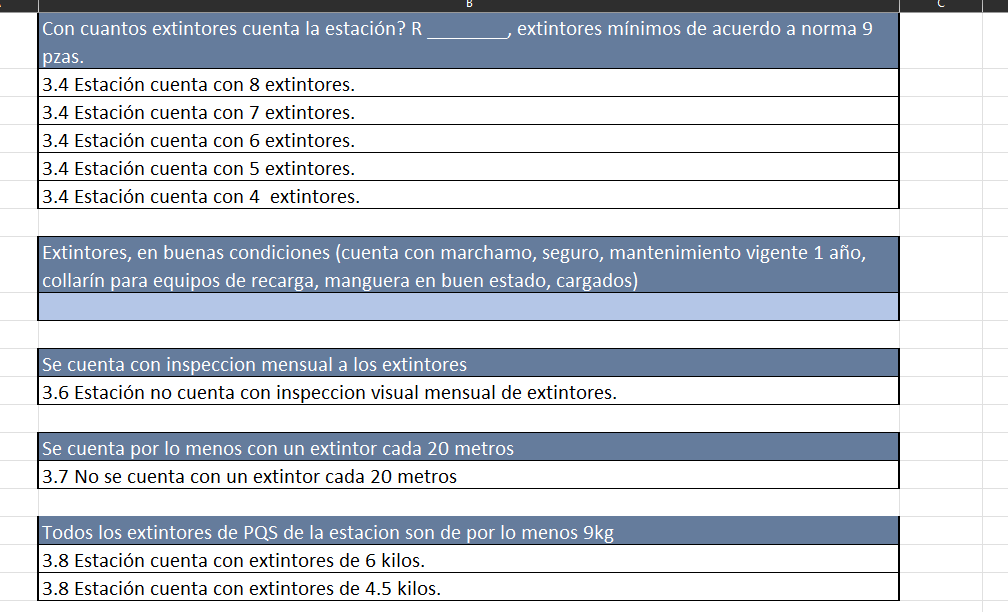 B
C
Con cuantos extintores cuenta la estación? R ________, extintores mínimos de acuerdo a norma 9
pzas.
3.4 Estación cuenta con 8 extintores.
3.4 Estación cuenta con 7 extintores.
3.4 Estación cuenta con 6 extintores.
3.4 Estación cuenta con 5 extintores.
3.4 Estación cuenta con 4  extintores.
Extintores, en buenas condiciones (cuenta con marchamo, seguro, mantenimiento vigente 1 año,
collarín para equipos de recarga, manguera en buen estado, cargados)
Se cuenta con inspeccion mensual a los extintores
3.6 Estación no cuenta con inspeccion visual mensual de extintores.
Se cuenta por lo menos con un extintor cada 20 metros
3.7 No se cuenta con un extintor cada 20 metros
Todos los extintores de PQS de la estacion son de por lo menos 9kg
3.8 Estación cuenta con extintores de 6 kilos.
3.8 Estación cuenta con extintores de 4.5 kilos.